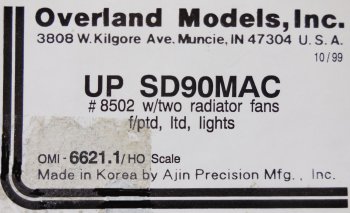 Overland Models, Inc.
3808 W. Kilgore Ave. Muncie, IN 47304 U.S.A.
10/99
UP SD90MAC
# 8502 w/two radiator fans
f/ptd, ltd, lights
OMI - 6621.1/ HO Scale
Made in Korea by Ajin Precision Mfg., Inc.